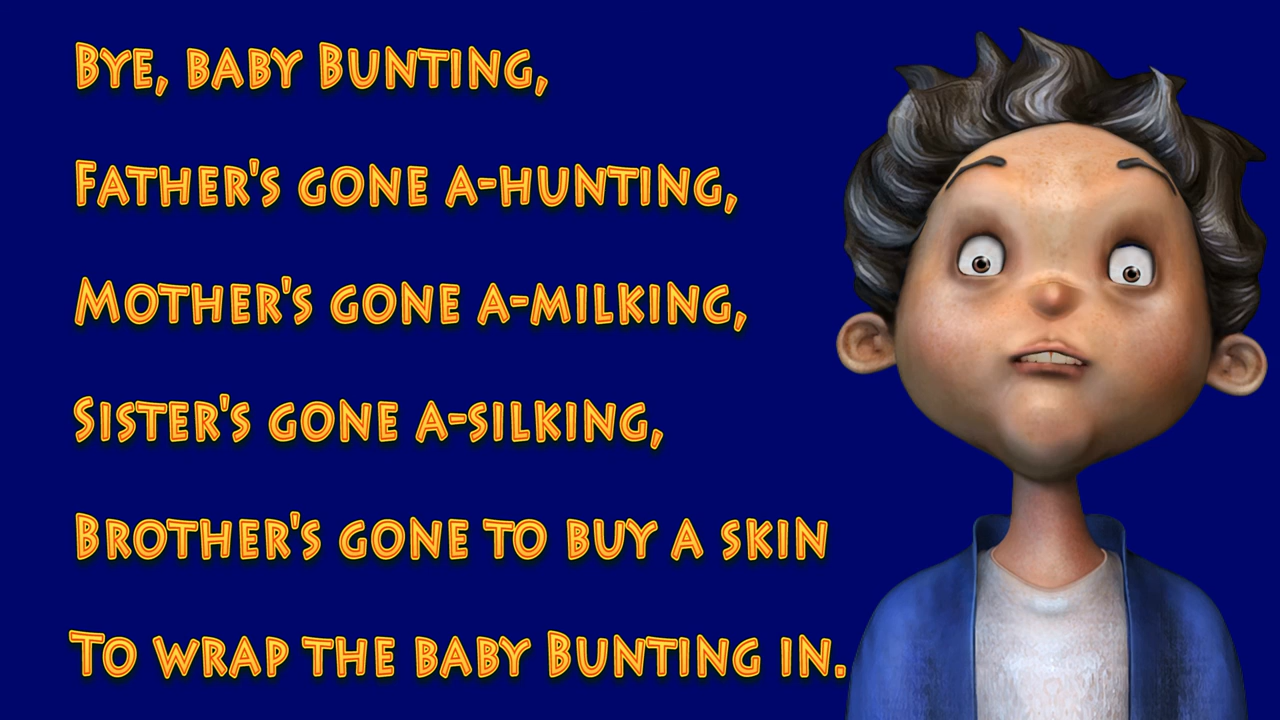 Bye, baby Bunting,
Father's gone a-hunting,
Mother's gone a-milking,
Sister's gone a-silking,
Brother's gone to buy a skin
To wrap the baby Bunting in.